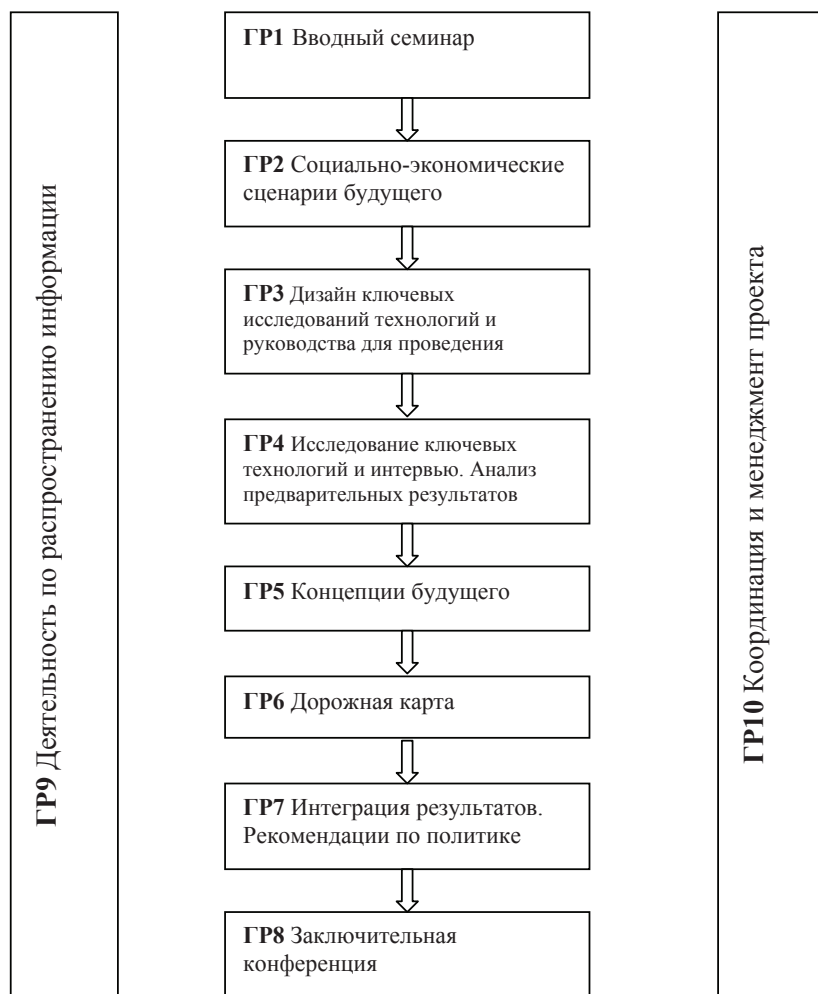 ГР9 Деятельность по распространению информации
ГР1 Вводный семинар
ГР2 Социально-экономические
сценарии будущего
ГР3 Дизайн ключевых
исследований технологий и
руководства для проведения
ГР4 Исследование ключевых
технологий и интервью. Анализ
предварительных результатов
ГР5 Концепции будущего
ГР6 Дорожная карта
ГР7 Интеграция результатов.
Рекомендации по политике
ГР8 Заключительная
конференция
ГР10 Координация и менеджмент проекта